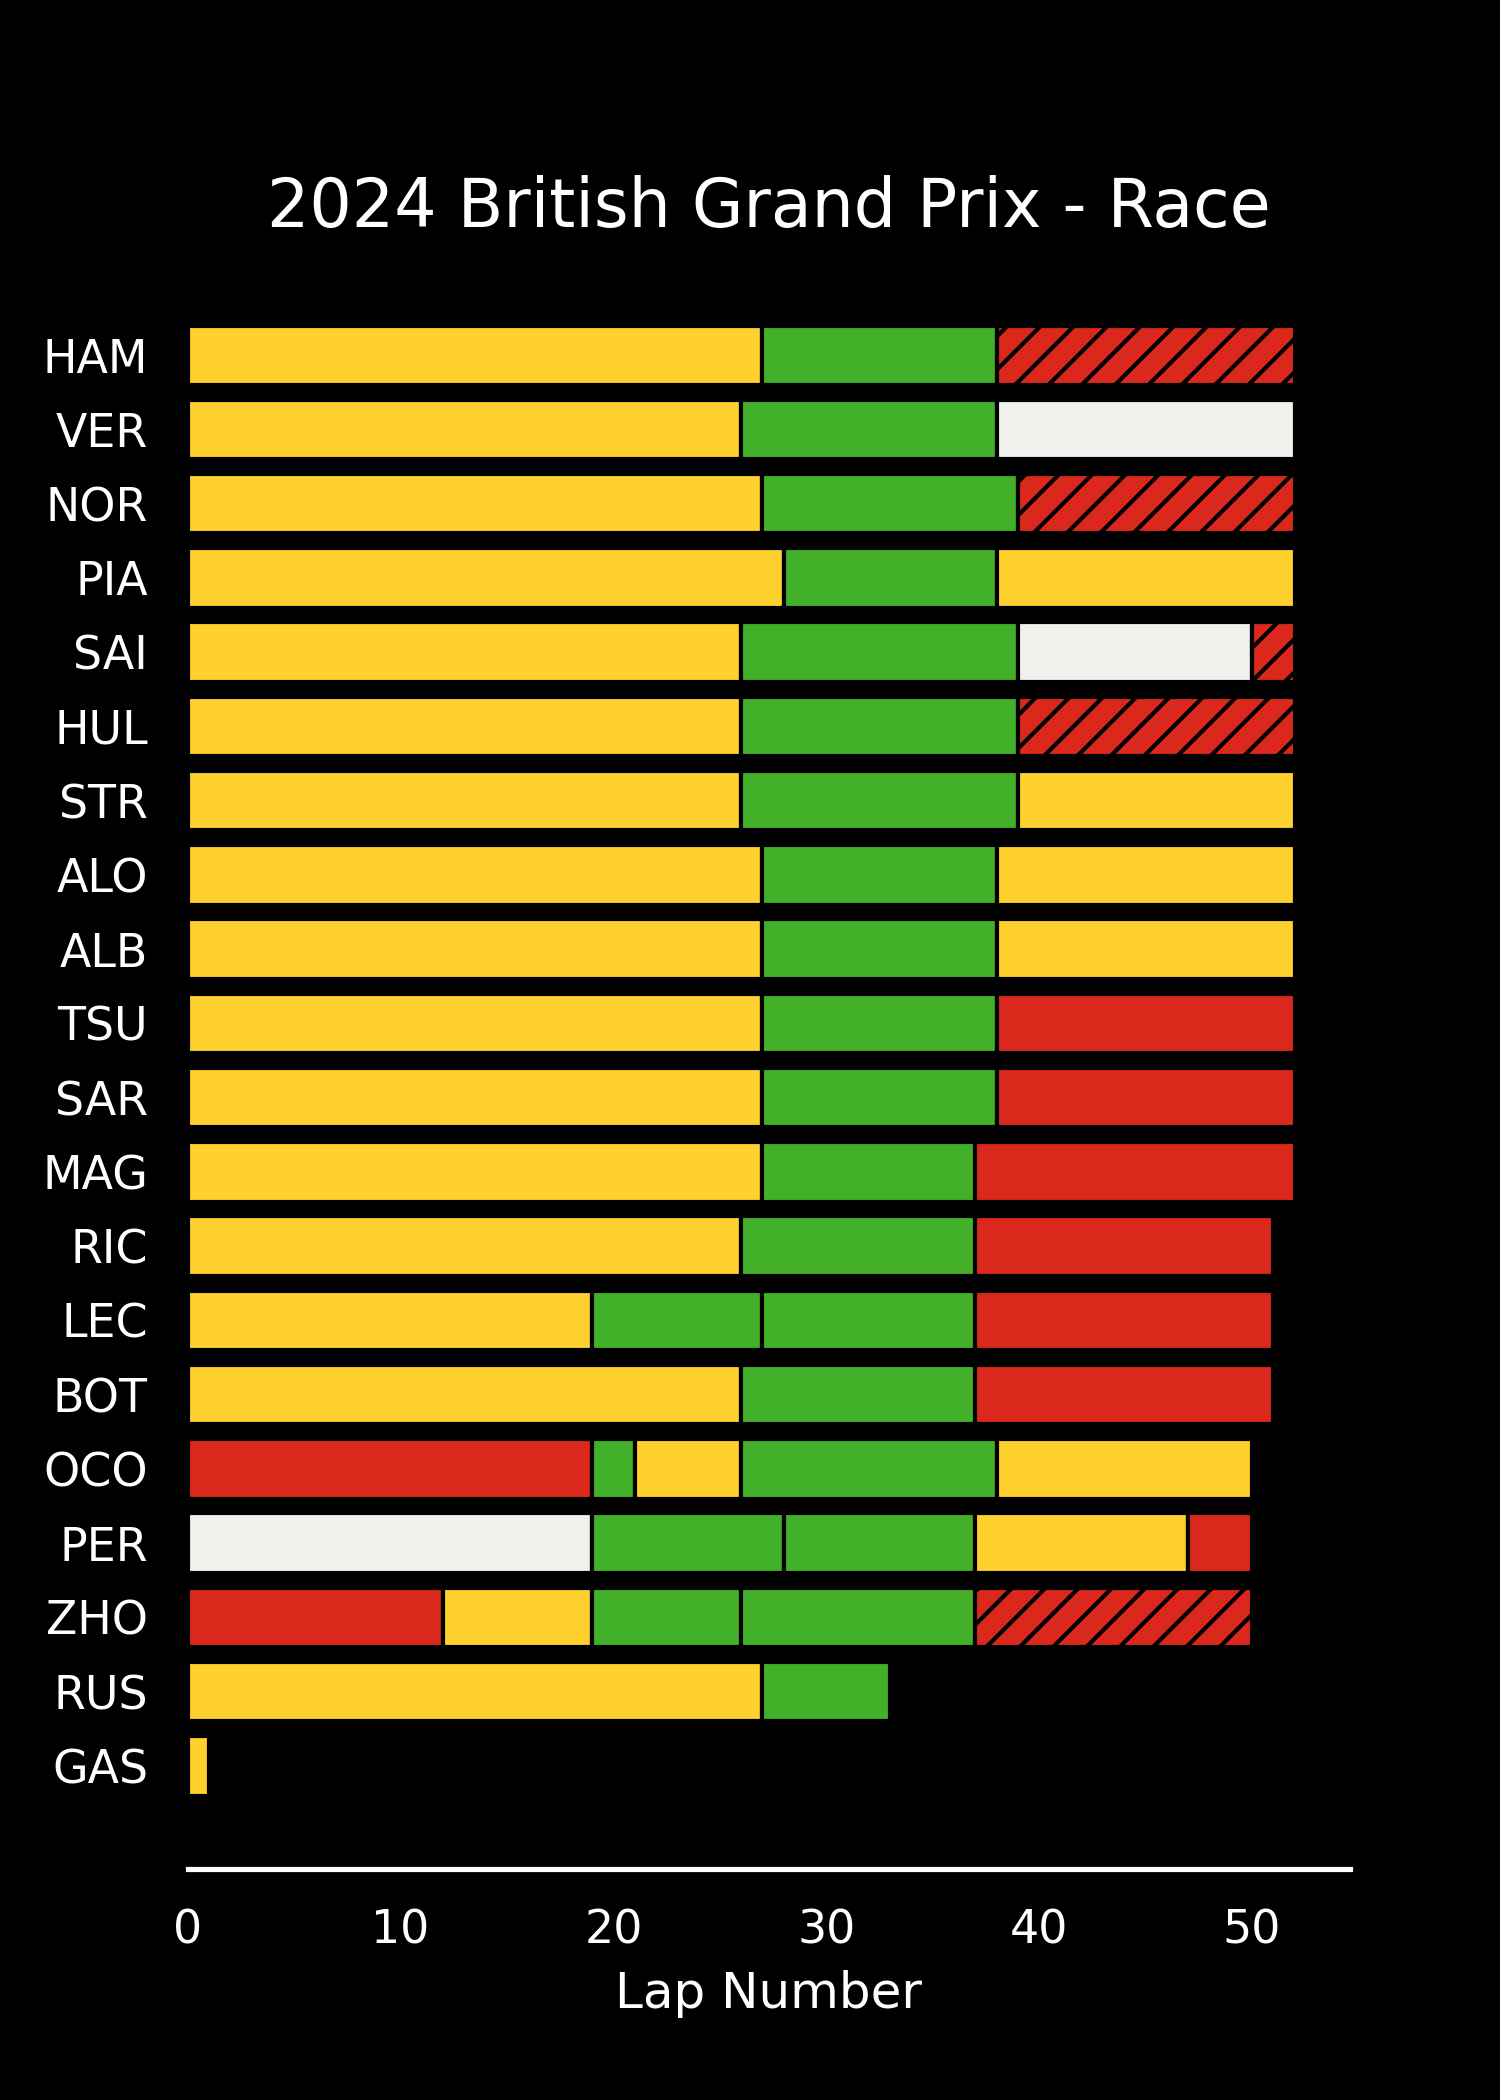 2024 British Grand Prix - Race
HAM
VER
NOR
PIA
SAI
HUL
STR
ALO
ALB
TSU
SAR
MAG
RIC
LEC
BOT
OCO
PER
ZHO
RUS
GAS
0 10 20 30 40 50
Lap Number